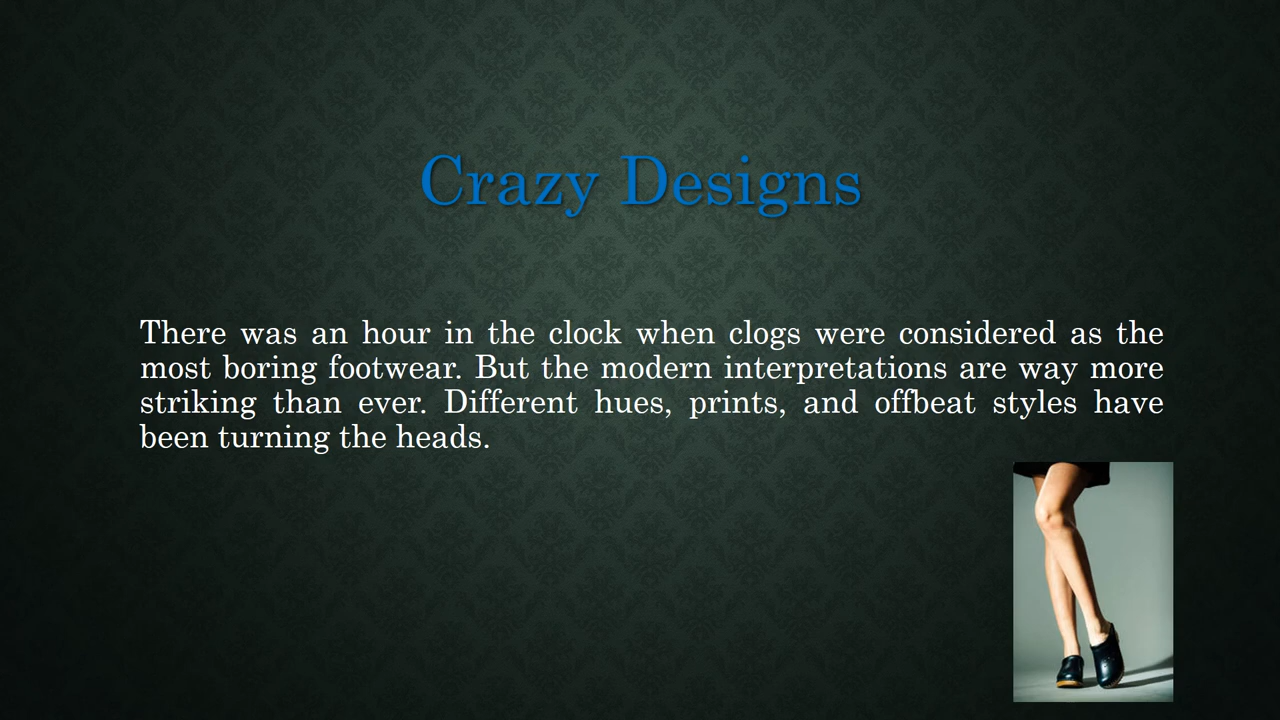 Crazy Designs
There was an hour in the clock when clogs were considered as the
most boring footwear. But the modern interpretations are way more
striking than ever. Different hues, prints, and offbeat styles have
been turning the heads.